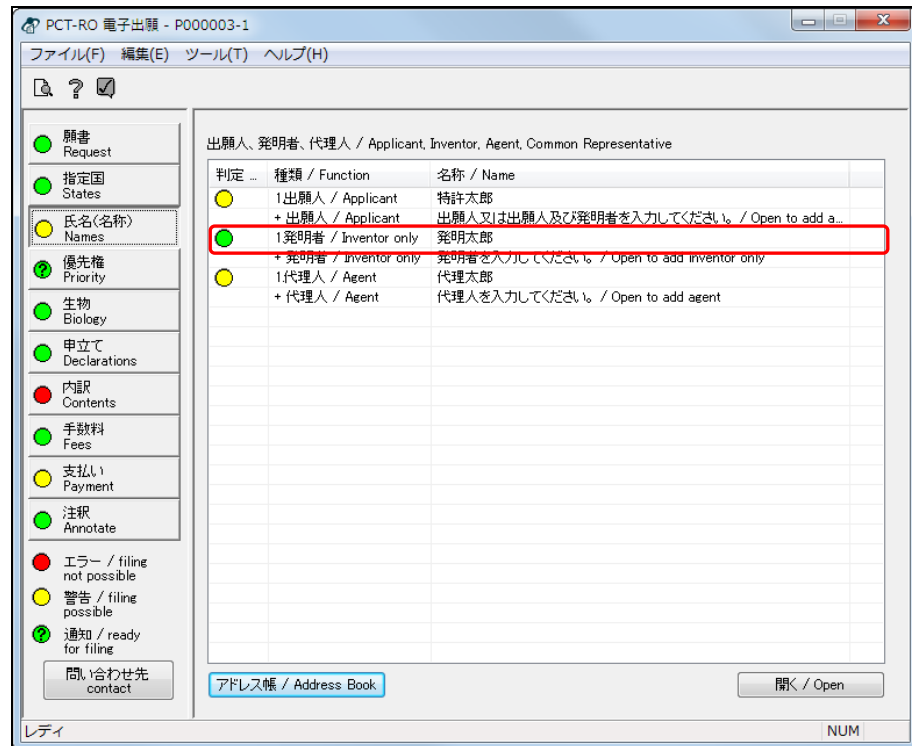 PCT-RO 電子出願 - P000003-1
ファイル(F) 編集(E) ツール(T) ヘルプ(H)
願書
Request
指定国
States
氏名(名称)
Names
優先権
Priority
生物
Biology
申立て
Declarations
内訳
Contents
手数料
Fees
支払い
Payment
注釈
Annotate
エラー / filing
not possible
警告 / filing
possible
通知 / ready
for filing
問い合わせ先
contact
出願人、発明者、代理人 / Applicant, Inventor, Agent, Common Representative
判定 ... 種類 / Function 名称 / Name
1出願人 / Applicant 特許太郎
+ 出願人 / Applicant 出願人又は出願人及び発明者を入力してください。 / Open to add a...
1発明者 / Inventor only 発明太郎
+ 発明者 / Inventor only 発明者を入力してください。 / Open to add inventor only
1代理人 / Agent 代理太郎
+ 代理人 / Agent 代理人を入力してください。 / Open to add agent
アドレス帳 / Address Book
開く / Open
レディ
NUM